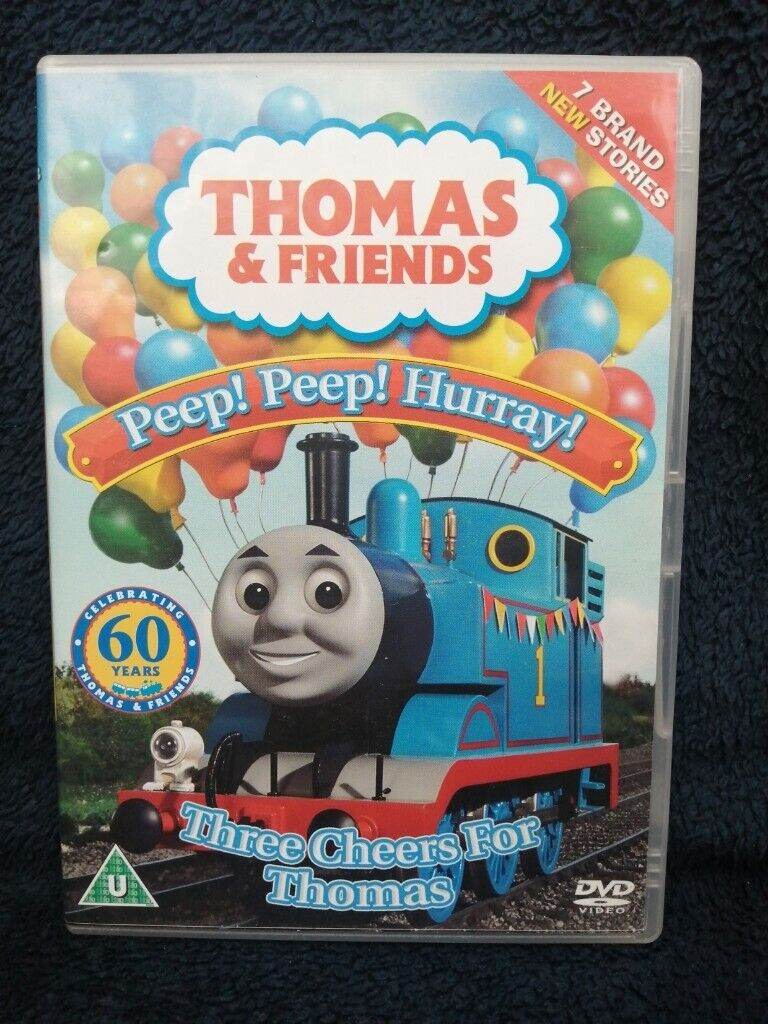 7 BRAND
NEW STORIES
THOMAS
& FRIENDS
Peep! Peep! Hurray!
CELEBRATING
60
YEARS
THOMAS & FRIENDS
1
Three Cheers For
Thomas
U
DVD
VIDEO